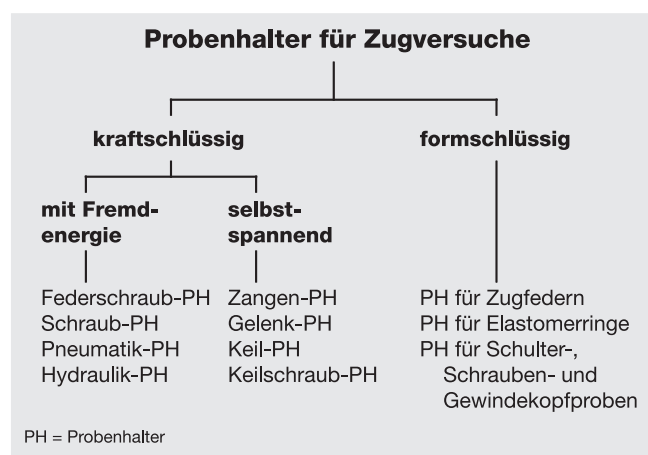 Probenhalter für Zugversuche
kraftschlüssig
formschlüssig
mit Fremd-
energie
selbst-
spannend
Federschraub-PH
Schraub-PH
Pneumatik-PH
Hydraulik-PH
Zangen-PH
Gelenk-PH
Keil-PH
Keilschraub-PH
PH für Zugfedern
PH für Elastomerringe
PH für Schulter-,
Schrauben- und
Gewindekopfproben
PH = Probenhalter